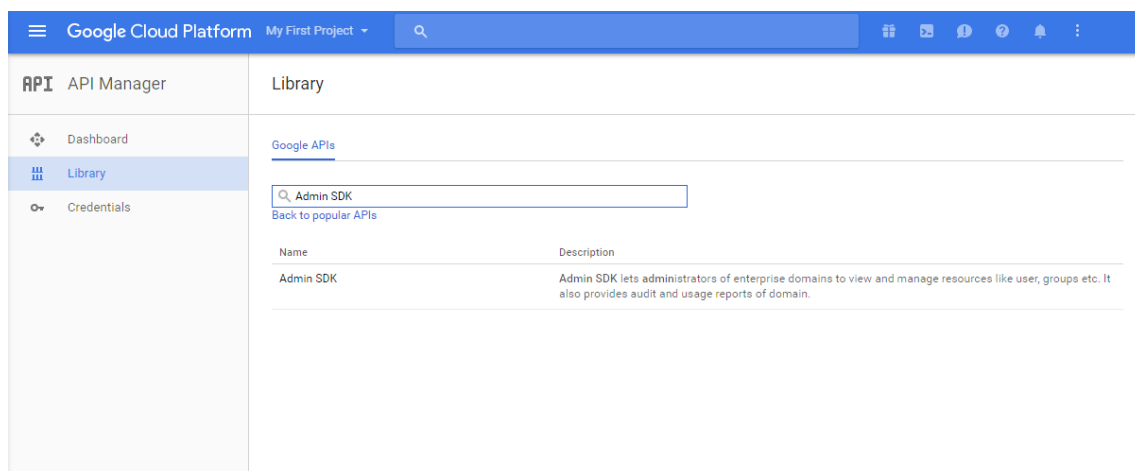 Google Cloud Platform My First Project
API API Manager
Library
Dashboard
Library
Credentials
Google APIs
Admin SDK
Back to popular APIs
Name Description
Admin SDK Admin SDK lets administrators of enterprise domains to view and manage resources like user, groups etc. It
also provides audit and usage reports of domain.